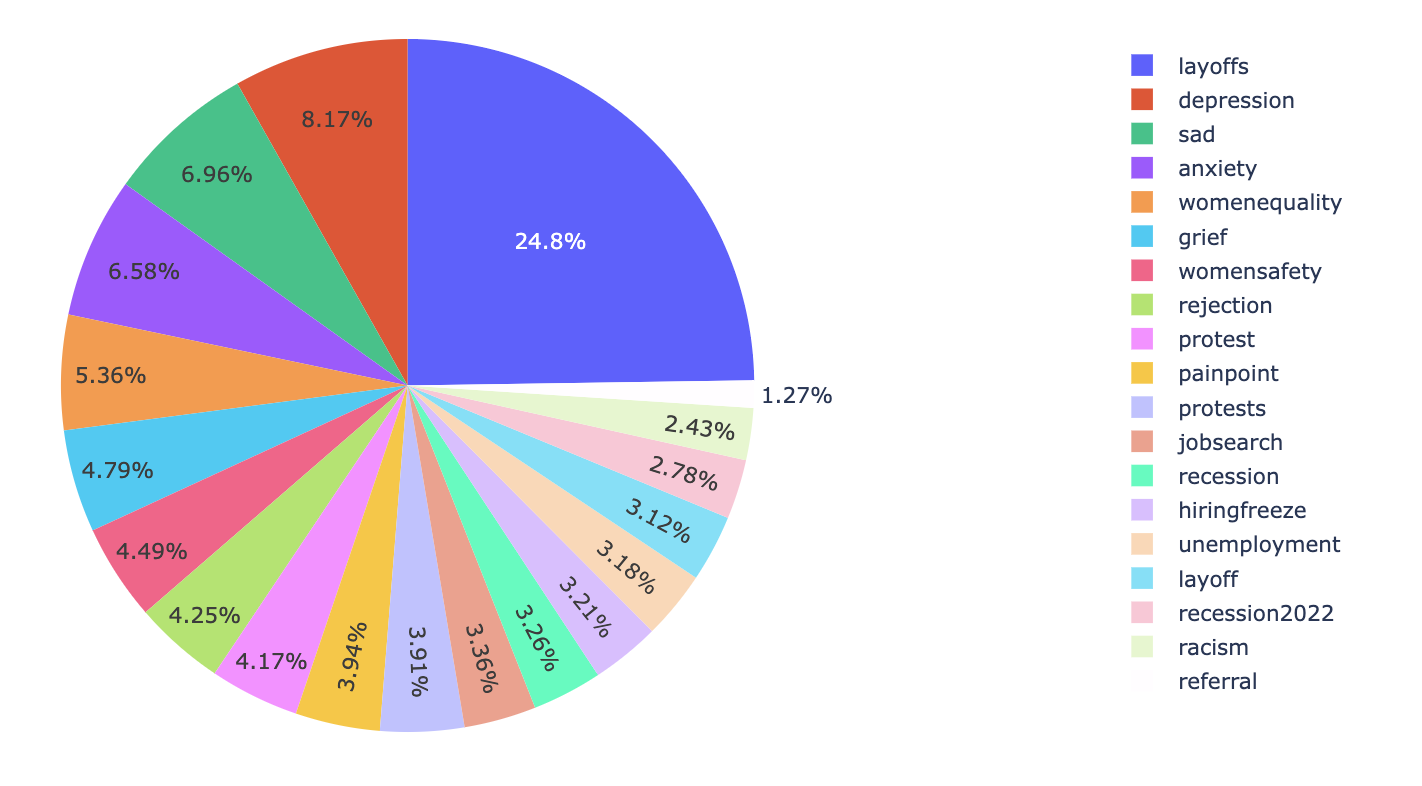 24.8%
8.17%
6.96%
6.58%
5.36%
4.79%
4.49%
4.25%
4.17%
3.94%
3.91%
3.36%
3.26%
3.21%
3.18%
3.12%
2.78%
2.43%
1.27%
layoffs
depression
sad
anxiety
womenequality
grief
womensafety
rejection
protest
painpoint
protests
jobsearch
recession
hiringfreeze
unemployment
layoff
recession2022
racism
referral